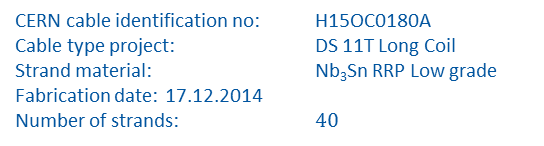 CERN cable identification no: H15OC0180A
Cable type project: DS 11T Long Coil
Strand material: Nb₃Sn RRP Low grade
Fabrication date: 17.12.2014
Number of strands: 40